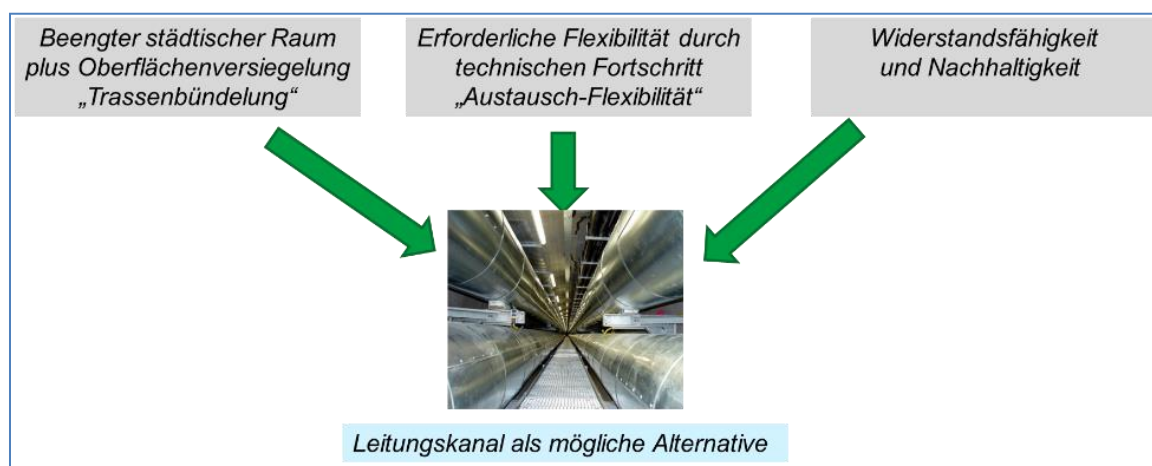 Beengter städtischer Raum
plus Oberflächenversiegelung
„Trassenbündelung“
Erforderliche Flexibilität durch
technischen Fortschritt
„Austausch-Flexibilität“
Widerstandsfähigkeit
und Nachhaltigkeit
Leitungskanal als mögliche Alternative